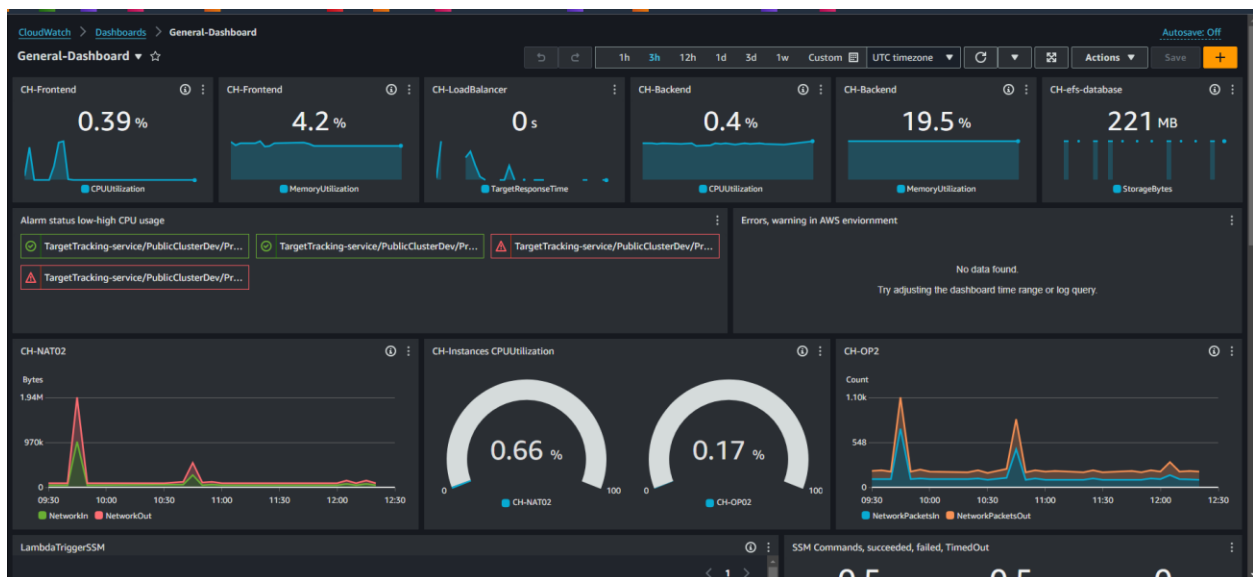 CloudWatch > Dashboards > General-Dashboard
Autosave: Off
General-Dashboard
1h 3h 12h 1d 3d 1w Custom UTC timezone Actions Save
CH-Frontend
0.39 %
CPUUtilization
CH-Frontend
4.2 %
MemoryUtilization
CH-LoadBalancer
0 s
TargetResponseTime
CH-Backend
0.4 %
CPUUtilization
CH-Backend
19.5 %
MemoryUtilization
CH-efs-database
221 MB
StorageBytes
Alarm status low-high CPU usage
TargetTracking-service/PublicClusterDev/Pr...
TargetTracking-service/PublicClusterDev/Pr...
TargetTracking-service/PublicClusterDev/Pr...
TargetTracking-service/PublicClusterDev/Pr...
Errors, warning in AWS enviornment
No data found.
Try adjusting the dashboard time range or log query.
CH-NAT02
Bytes
1.94M
970k
0
09:30 10:00 10:30 11:00 11:30 12:00 12:30
NetworkIn NetworkOut
CH-Instances CPUUtilization
0.66 %
0 100
CH-NAT02
0.17 %
0 100
CH-OP02
CH-OP2
Count
1.10k
548
0
09:30 10:00 10:30 11:00 11:30 12:00 12:30
NetworkPacketsIn NetworkPacketsOut
LambdaTriggerSSM
< 1 >
SSM Commands, succeeded, failed, TimedOut